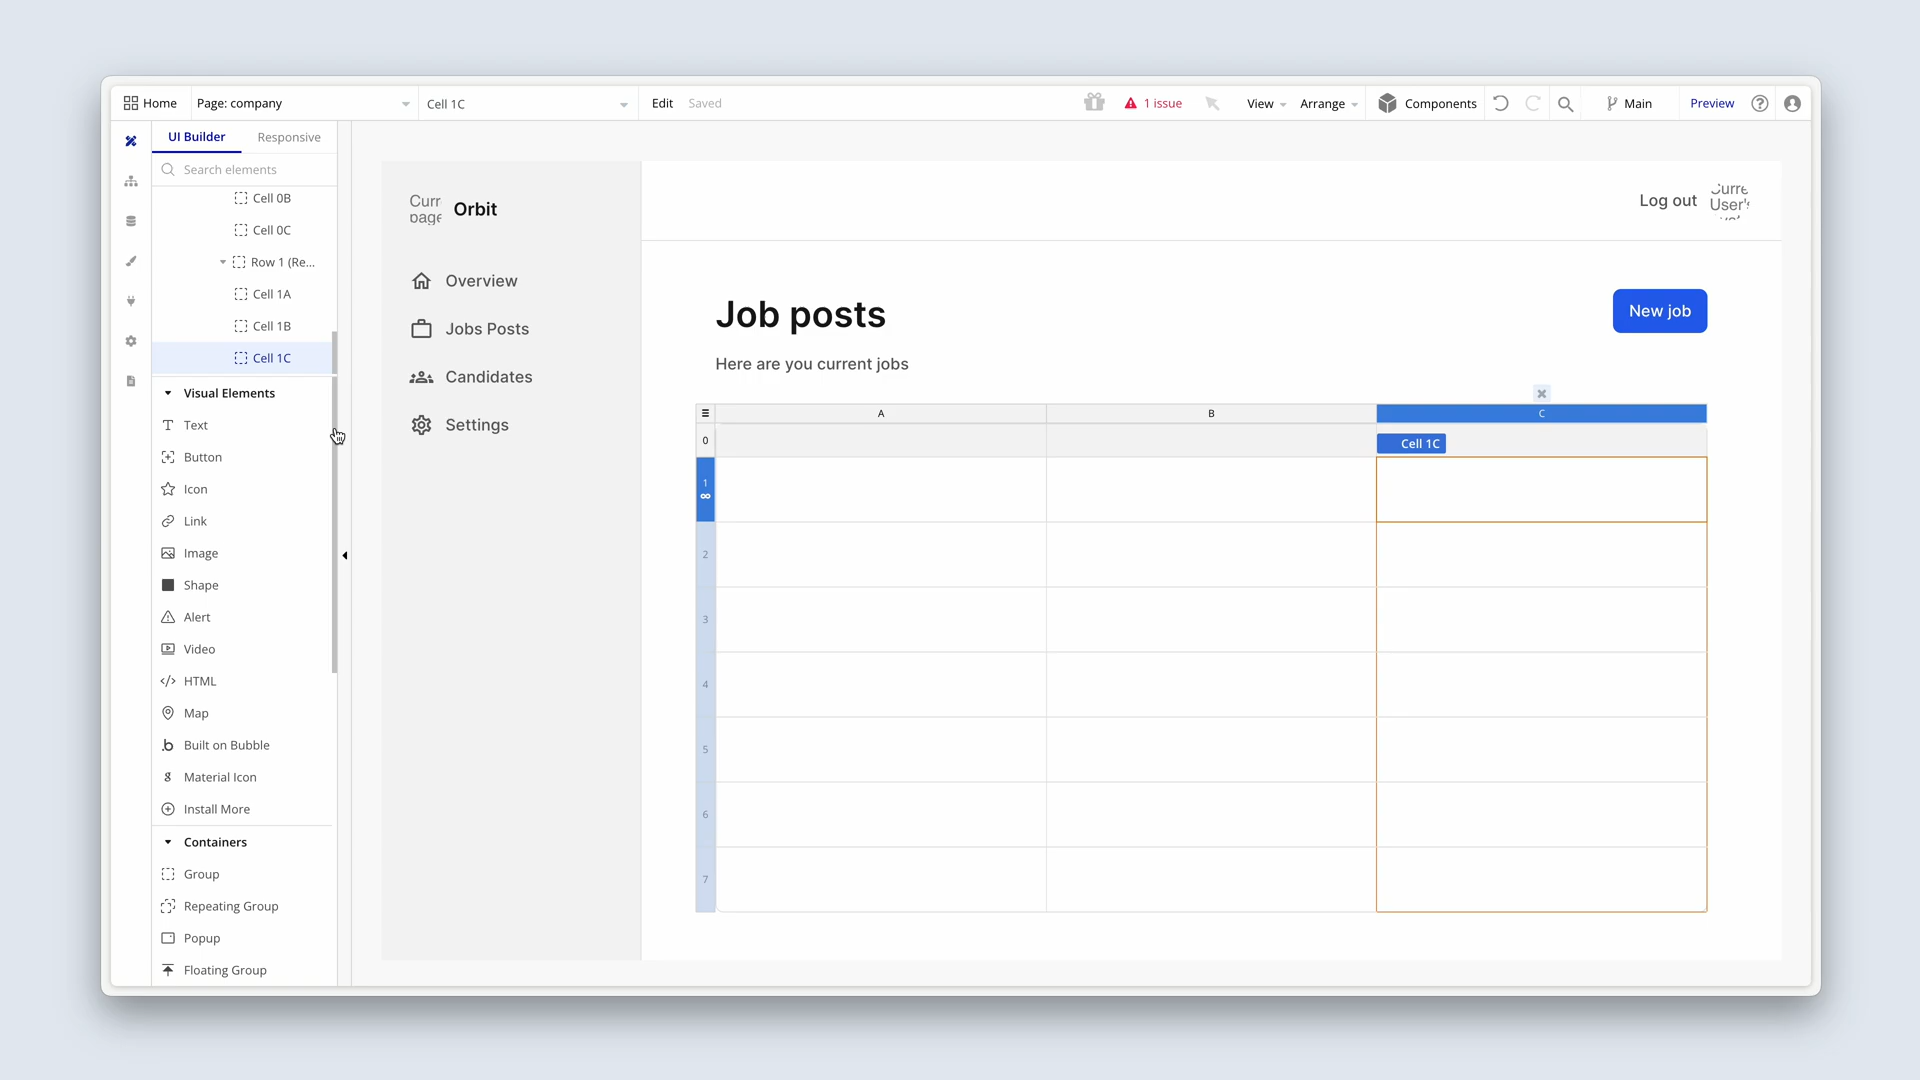 Home
Page: company
Cell 1C
Edit
Saved
1 issue
View
Arrange
Components
Main
Preview
UI Builder
Responsive
Search elements
Cell 0B
Cell 0C
Row 1 (Re...
Cell 1A
Cell 1B
Cell 1C
Visual Elements
Text
Button
Icon
Link
Image
Shape
Alert
Video
HTML
Map
Built on Bubble
Material Icon
Install More
Containers
Group
Repeating Group
Popup
Floating Group
Curr
page
Orbit
Overview
Jobs Posts
Candidates
Settings
Log out
Curre
User's
Job posts
New job
Here are you current jobs
A
B
C
0
Cell 1C
1
2
3
4
5
6
7